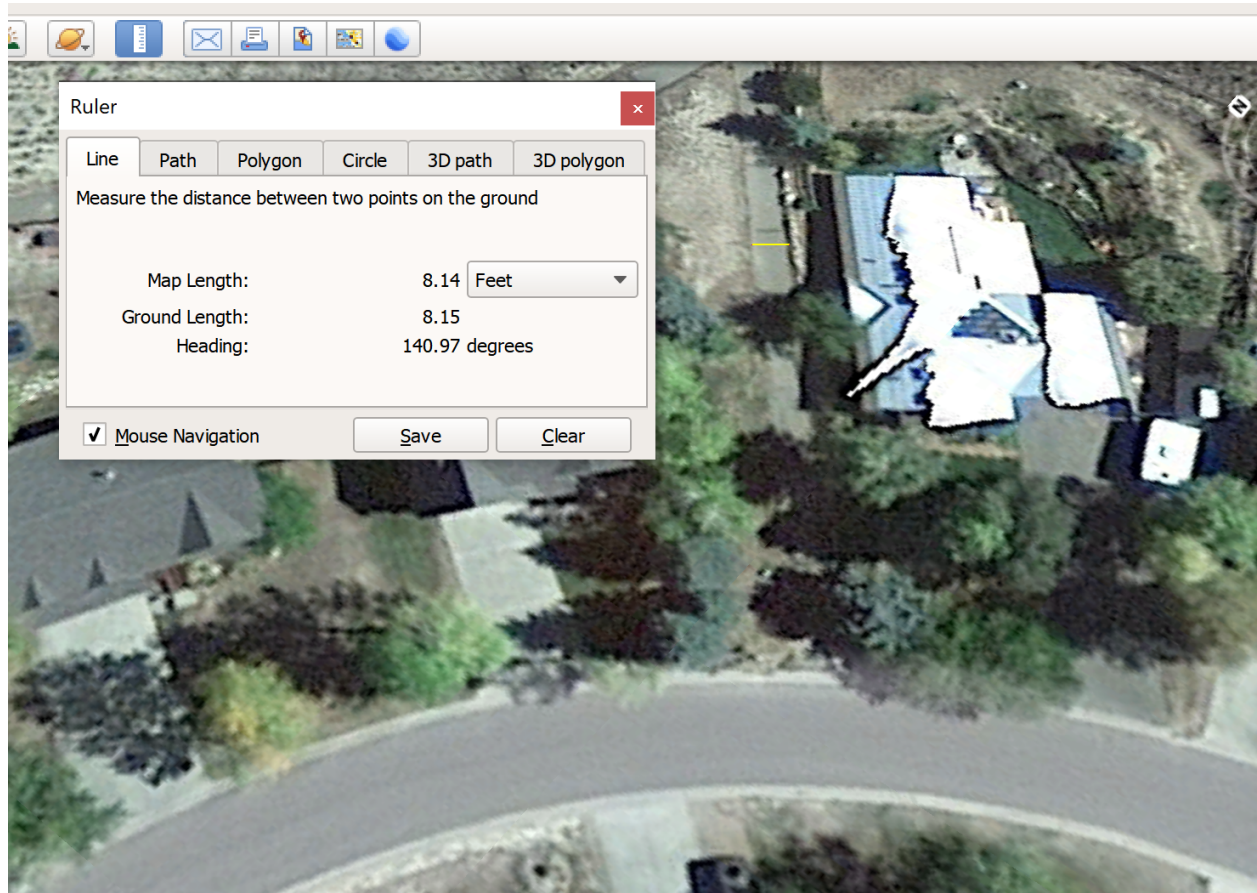 Ruler
Line Path Polygon Circle 3D path 3D polygon
Measure the distance between two points on the ground
Map Length: 8.14 Feet
Ground Length: 8.15
Heading: 140.97 degrees
Mouse Navigation Save Clear
N